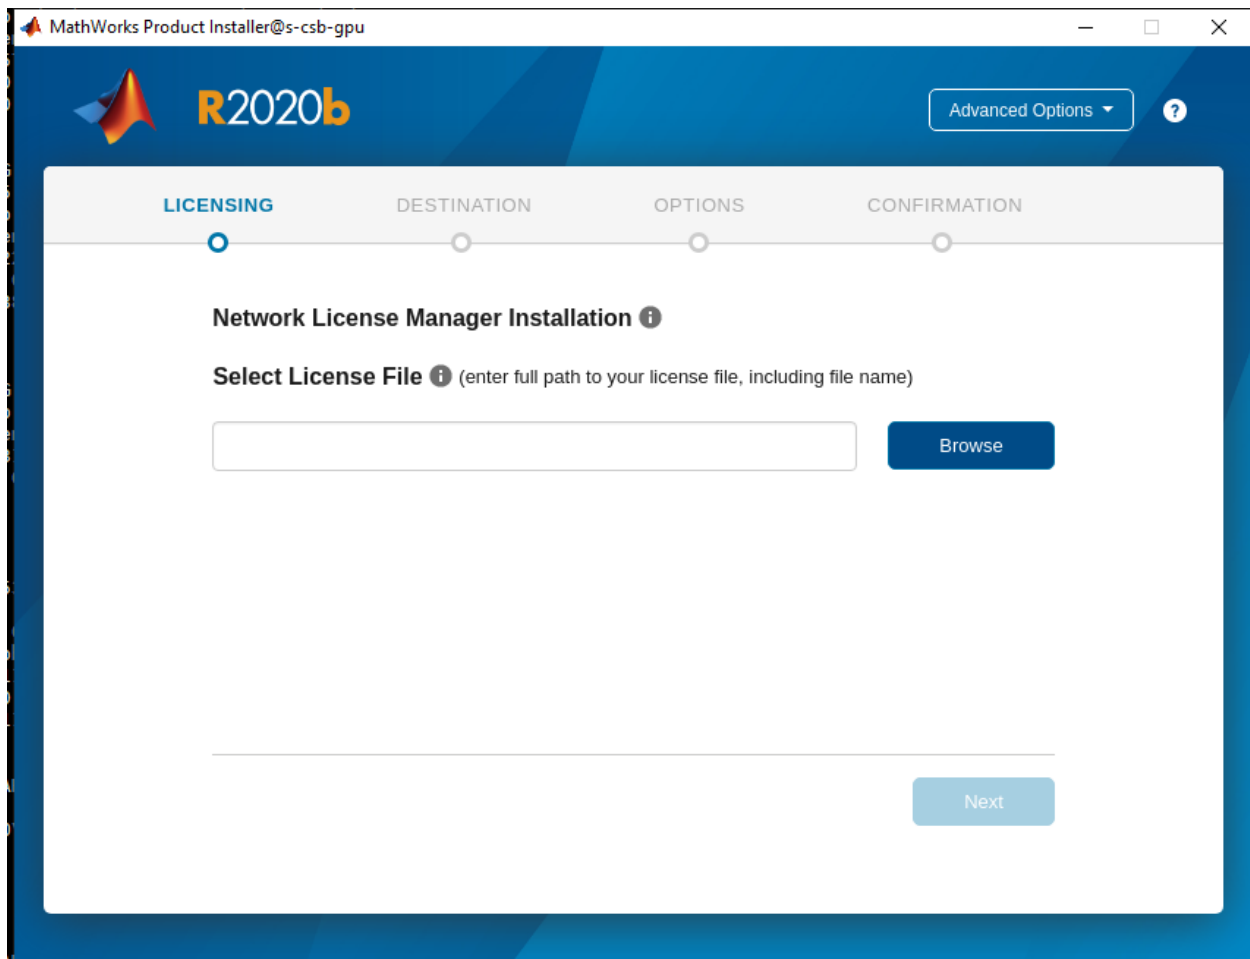 MathWorks Product Installer@s-csb-gpu
R2020b
Advanced Options
?
LICENSING DESTINATION OPTIONS CONFIRMATION
Network License Manager Installation
Select License File (enter full path to your license file, including file name)
Browse
Next